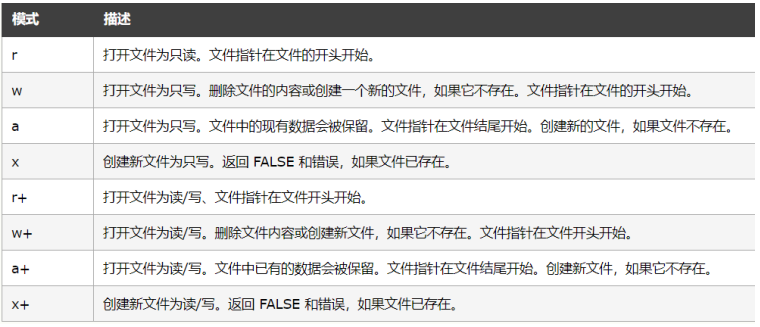 模式 描述
r 打开文件为只读。文件指针在文件的开头开始。
w 打开文件为只写。删除文件的内容或创建一个新的文件，如果它不存在。文件指针在文件的开头开始。
a 打开文件为只写。文件中的现有数据会被保留。文件指针在文件结尾开始。创建新的文件，如果文件不存在。
x 创建新文件为只写。返回 FALSE 和错误，如果文件已存在。
r+ 打开文件为读/写、文件指针在文件开头开始。
w+ 打开文件为读/写。删除文件内容或创建新文件，如果它不存在。文件指针在文件开头开始。
a+ 打开文件为读/写。文件中已有的数据会被保留。文件指针在文件结尾开始。创建新文件，如果它不存在。
x+ 创建新文件为读/写。返回 FALSE 和错误，如果文件已存在。